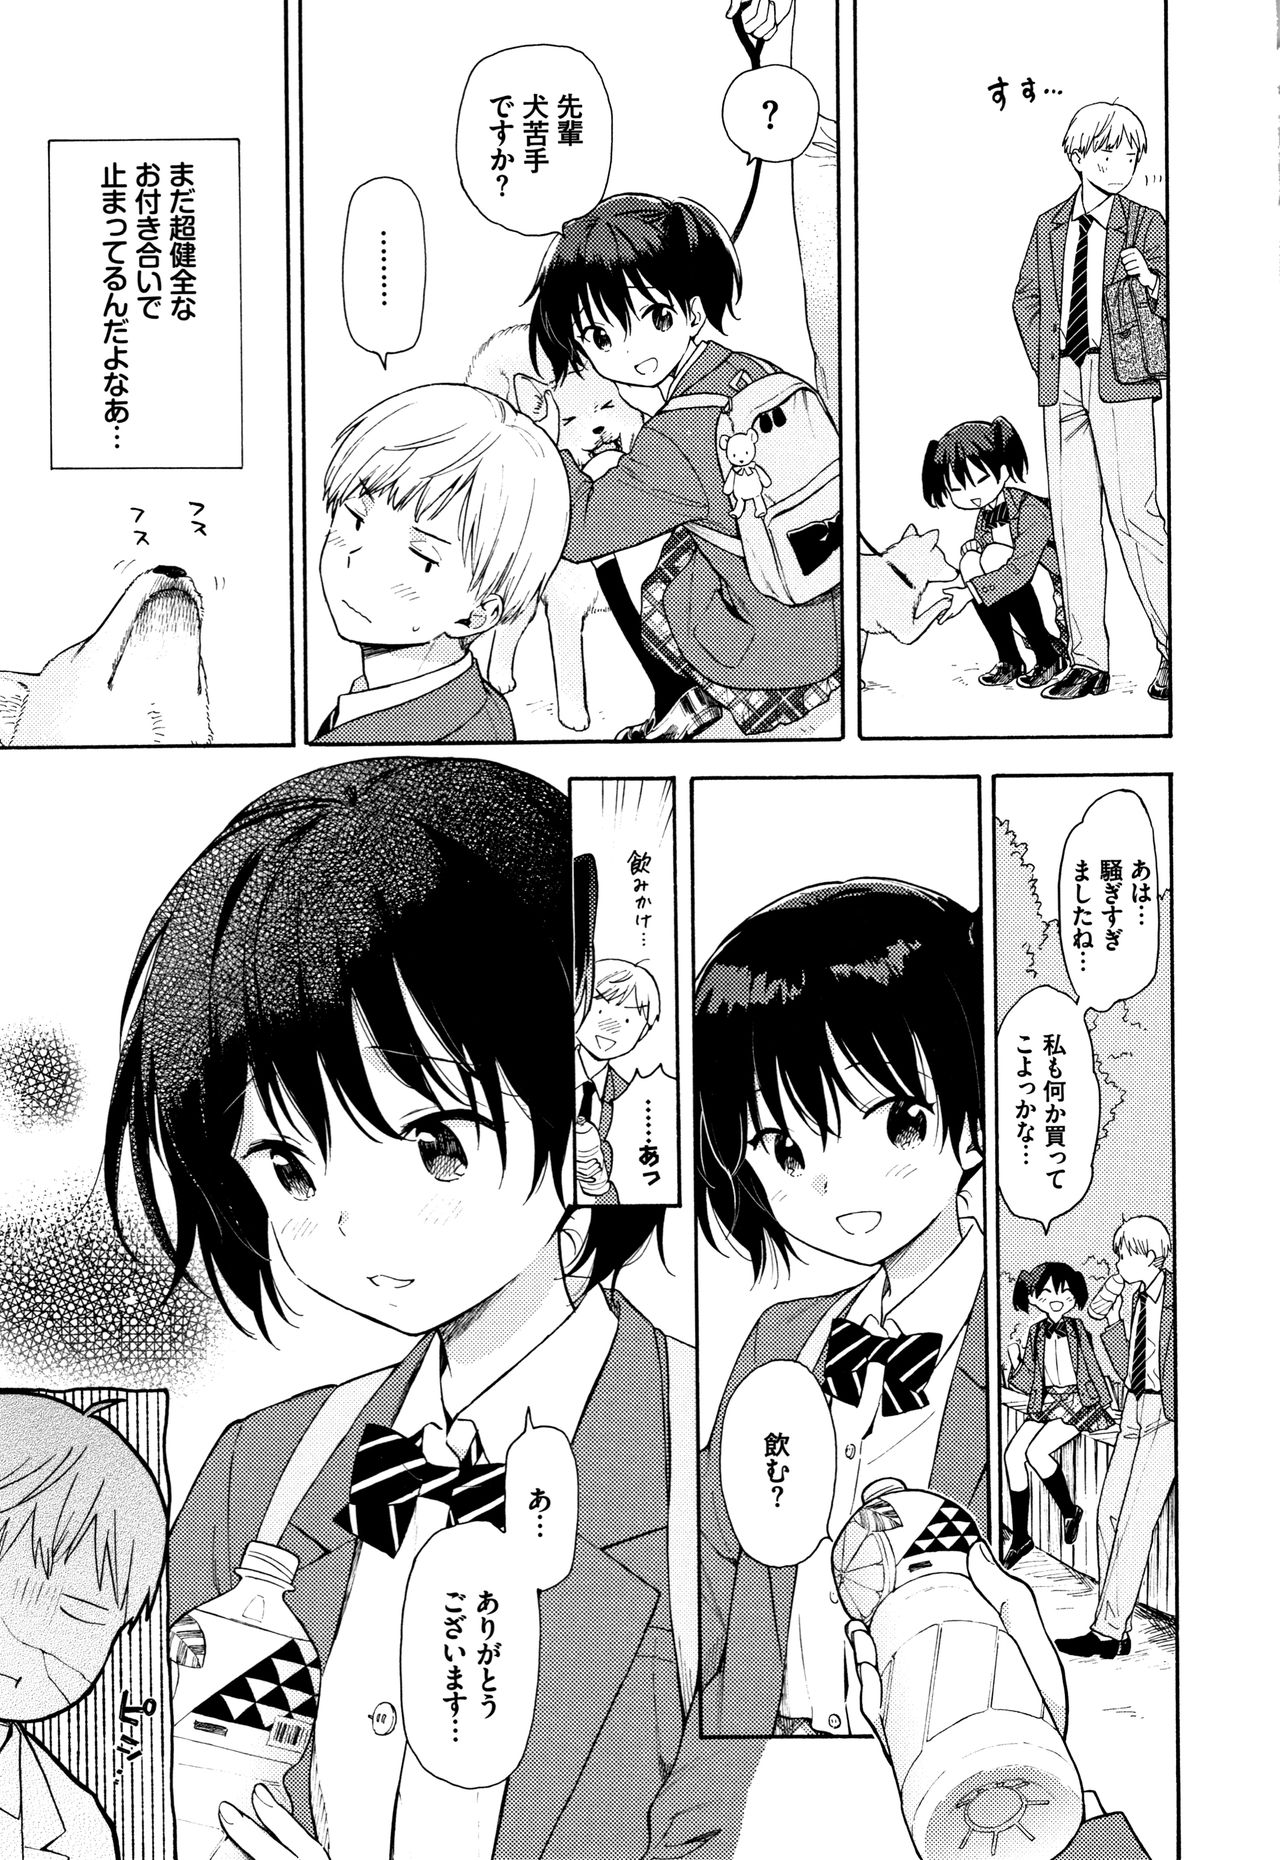 すす…
？
先輩
犬苦手
ですか？
………
まだ超健全な
お付き合いで
止まってるんだよなあ…
フス
フス
あは…
騒ぎすぎ
ましたね…
私も何か買って
こよっかな…
飲む？
飲みかけ…
……あっ
あ…
ありがとう
ございます…
ピシ…